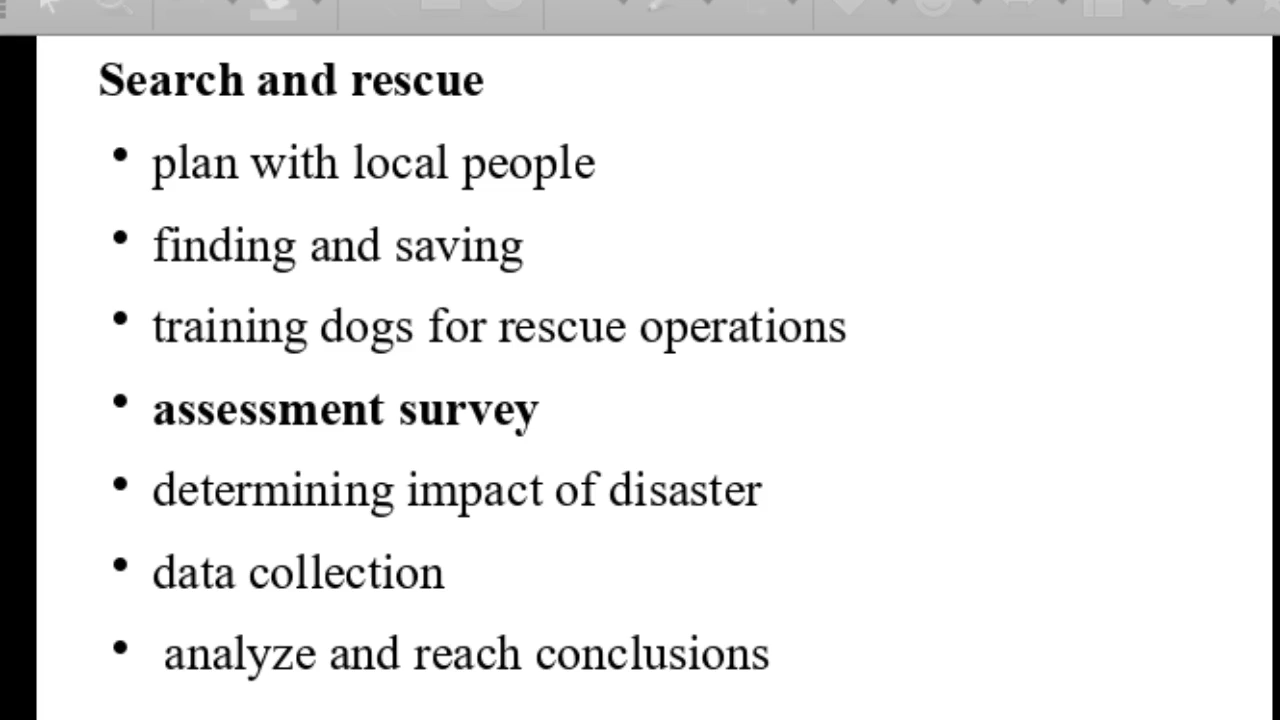 Search and rescue
• plan with local people
• finding and saving
• training dogs for rescue operations
• assessment survey
• determining impact of disaster
• data collection
• analyze and reach conclusions